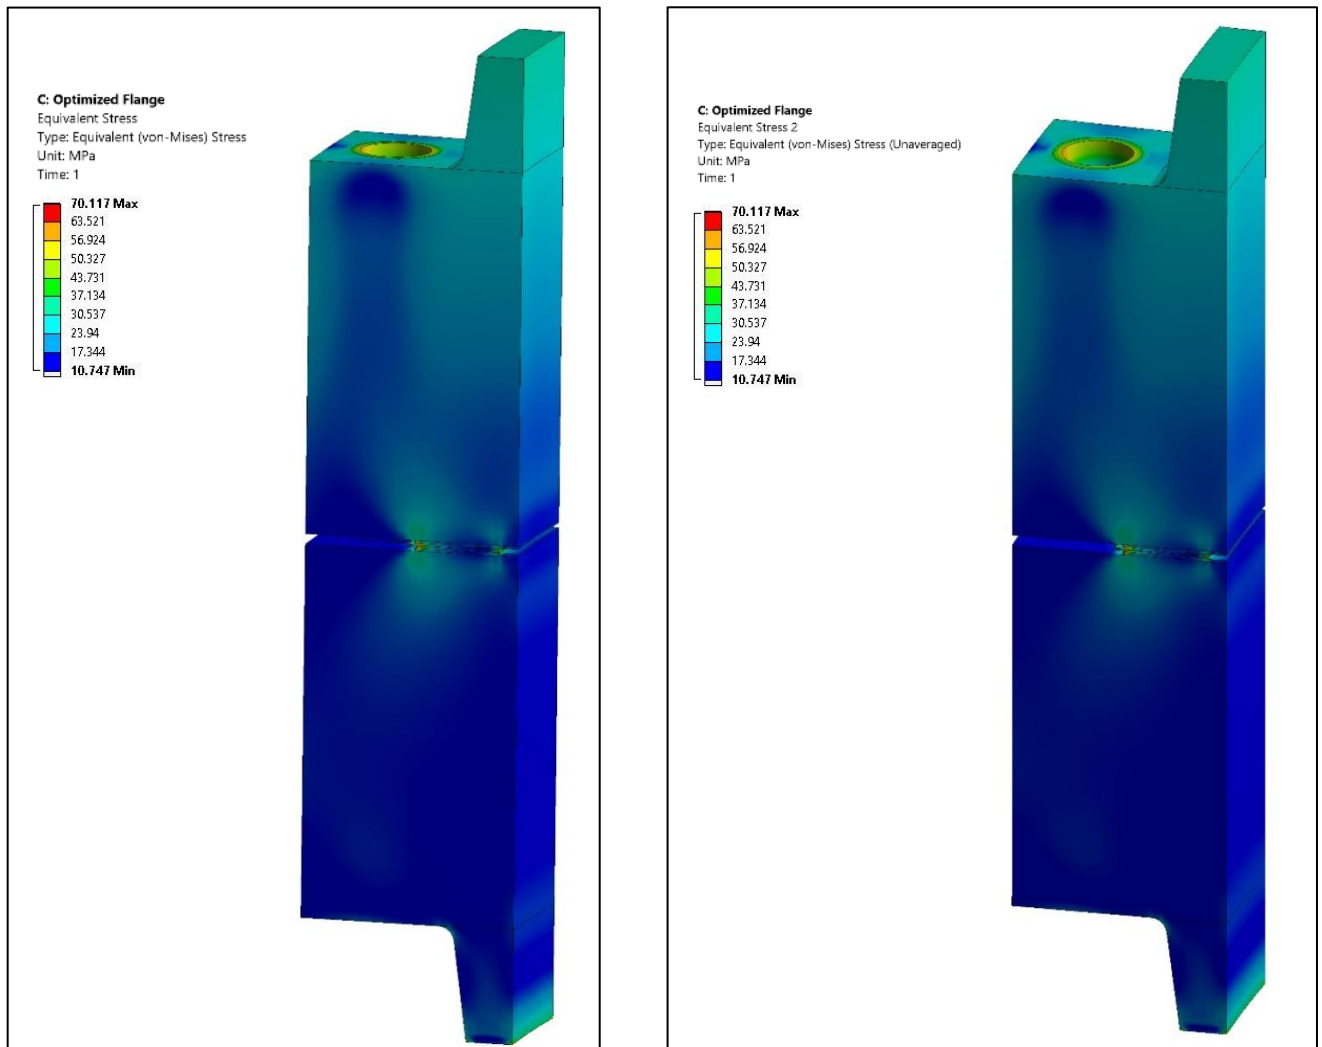 C: Optimized Flange
Equivalent Stress
Type: Equivalent (von-Mises) Stress
Unit: MPa
Time: 1
70.117 Max
63.521
56.924
50.327
43.731
37.134
30.537
23.94
17.344
10.747 Min
C: Optimized Flange
Equivalent Stress 2
Type: Equivalent (von-Mises) Stress (Unaveraged)
Unit: MPa
Time: 1
70.117 Max
63.521
56.924
50.327
43.731
37.134
30.537
23.94
17.344
10.747 Min